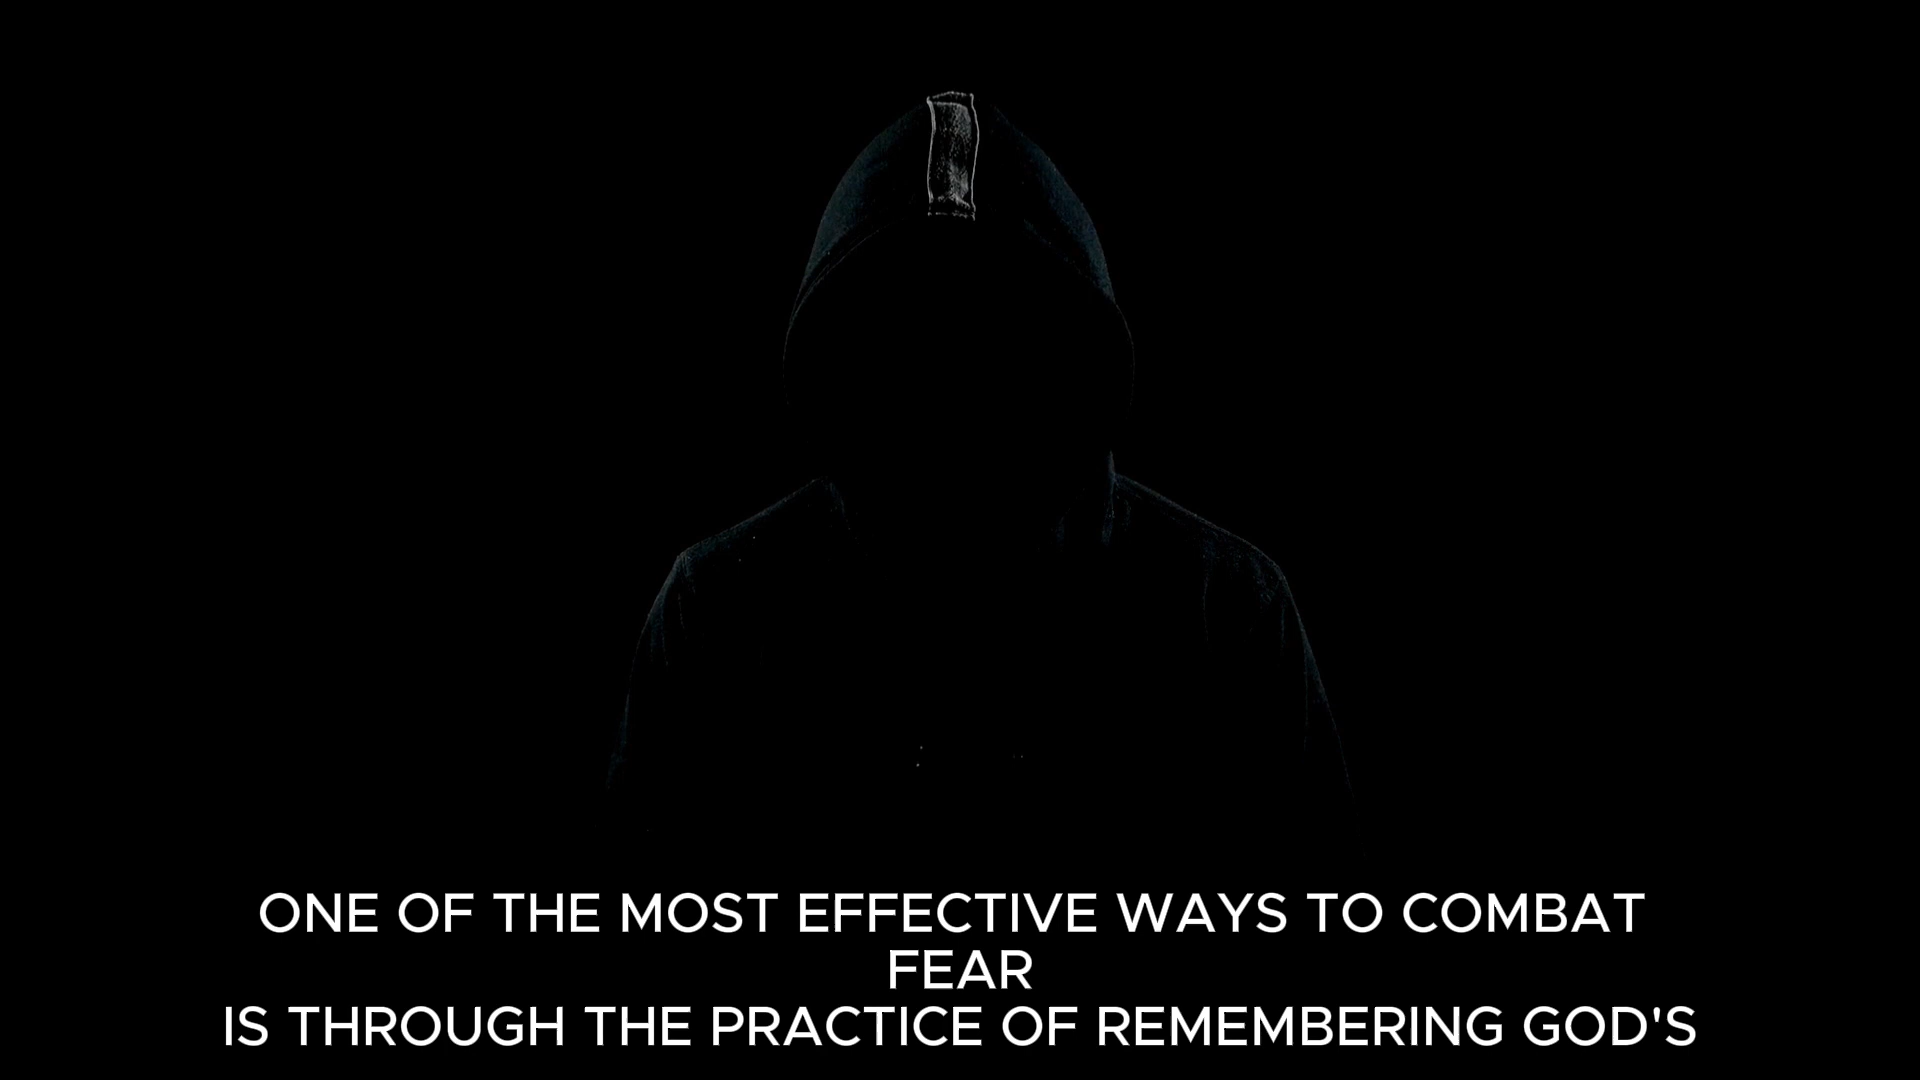 ONE OF THE MOST EFFECTIVE WAYS TO COMBAT
FEAR
IS THROUGH THE PRACTICE OF REMEMBERING GOD'S